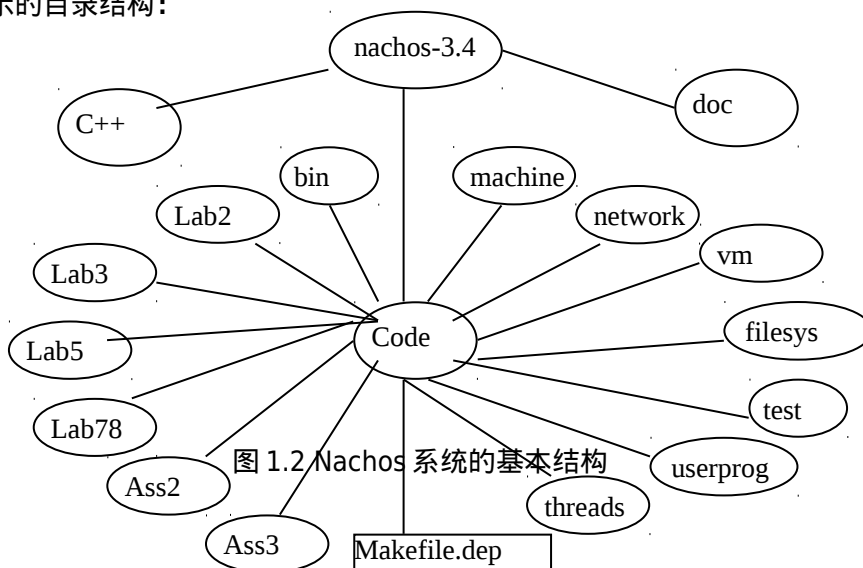 示的目录结构：
nachos-3.4
C++
doc
bin
machine
Lab2
network
vm
Lab3
filesys
Code
Lab5
test
Lab78
图 1.2 Nachos 系统的基本结构
userprog
Ass2
threads
Ass3
Makefile.dep